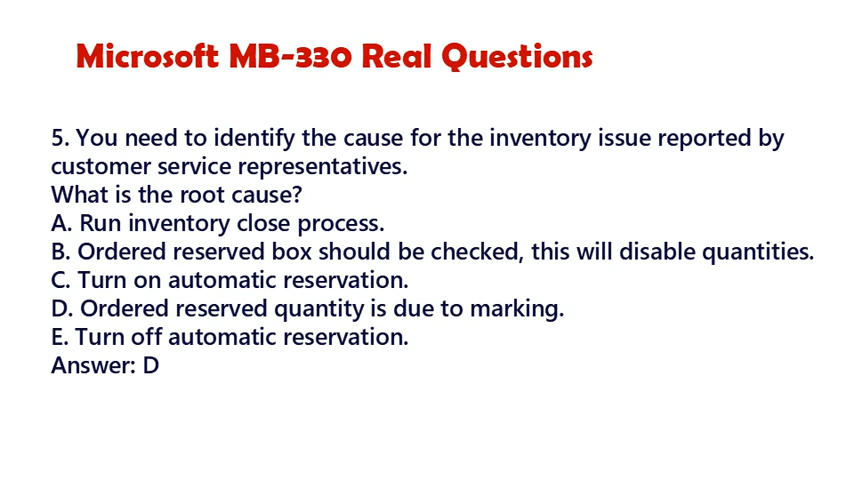 Microsoft MB-330 Real Questions
5. You need to identify the cause for the inventory issue reported by
customer service representatives.
What is the root cause?
A. Run inventory close process.
B. Ordered reserved box should be checked, this will disable quantities.
C. Turn on automatic reservation.
D. Ordered reserved quantity is due to marking.
E. Turn off automatic reservation.
Answer: D